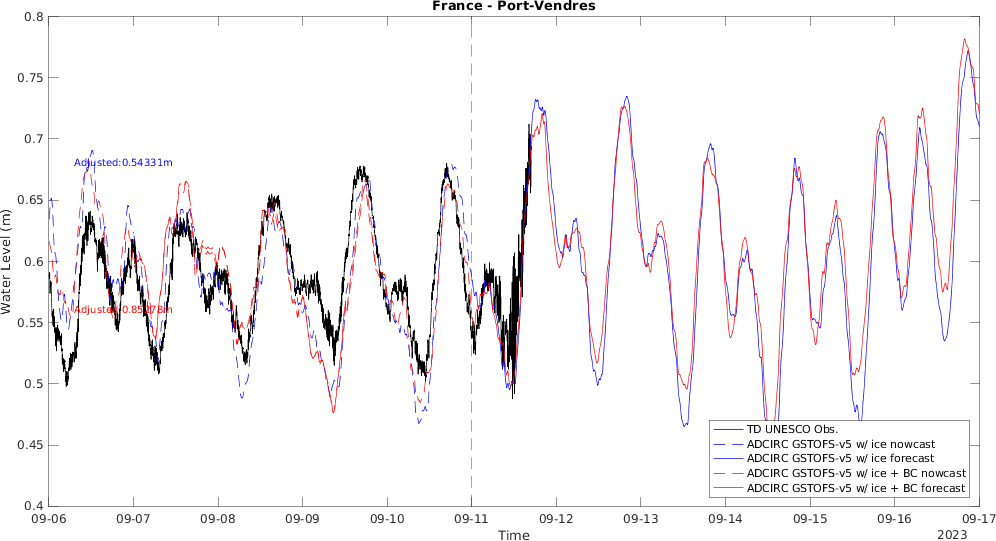 France - Port-Vendres
0.8
0.75
0.7
0.65
0.6
0.55
0.5
0.45
0.4
Water Level (m)
Adjusted:0.54331m
TD UNESCO Obs.
ADCIRC GSTOFS-v5 w/ ice nowcast
ADCIRC GSTOFS-v5 w/ ice forecast
ADCIRC GSTOFS-v5 w/ ice + BC nowcast
ADCIRC GSTOFS-v5 w/ ice + BC forecast
09-06 09-07 09-08 09-09 09-10 09-11 09-12 09-13 09-14 09-15 09-16 09-17
Time
2023